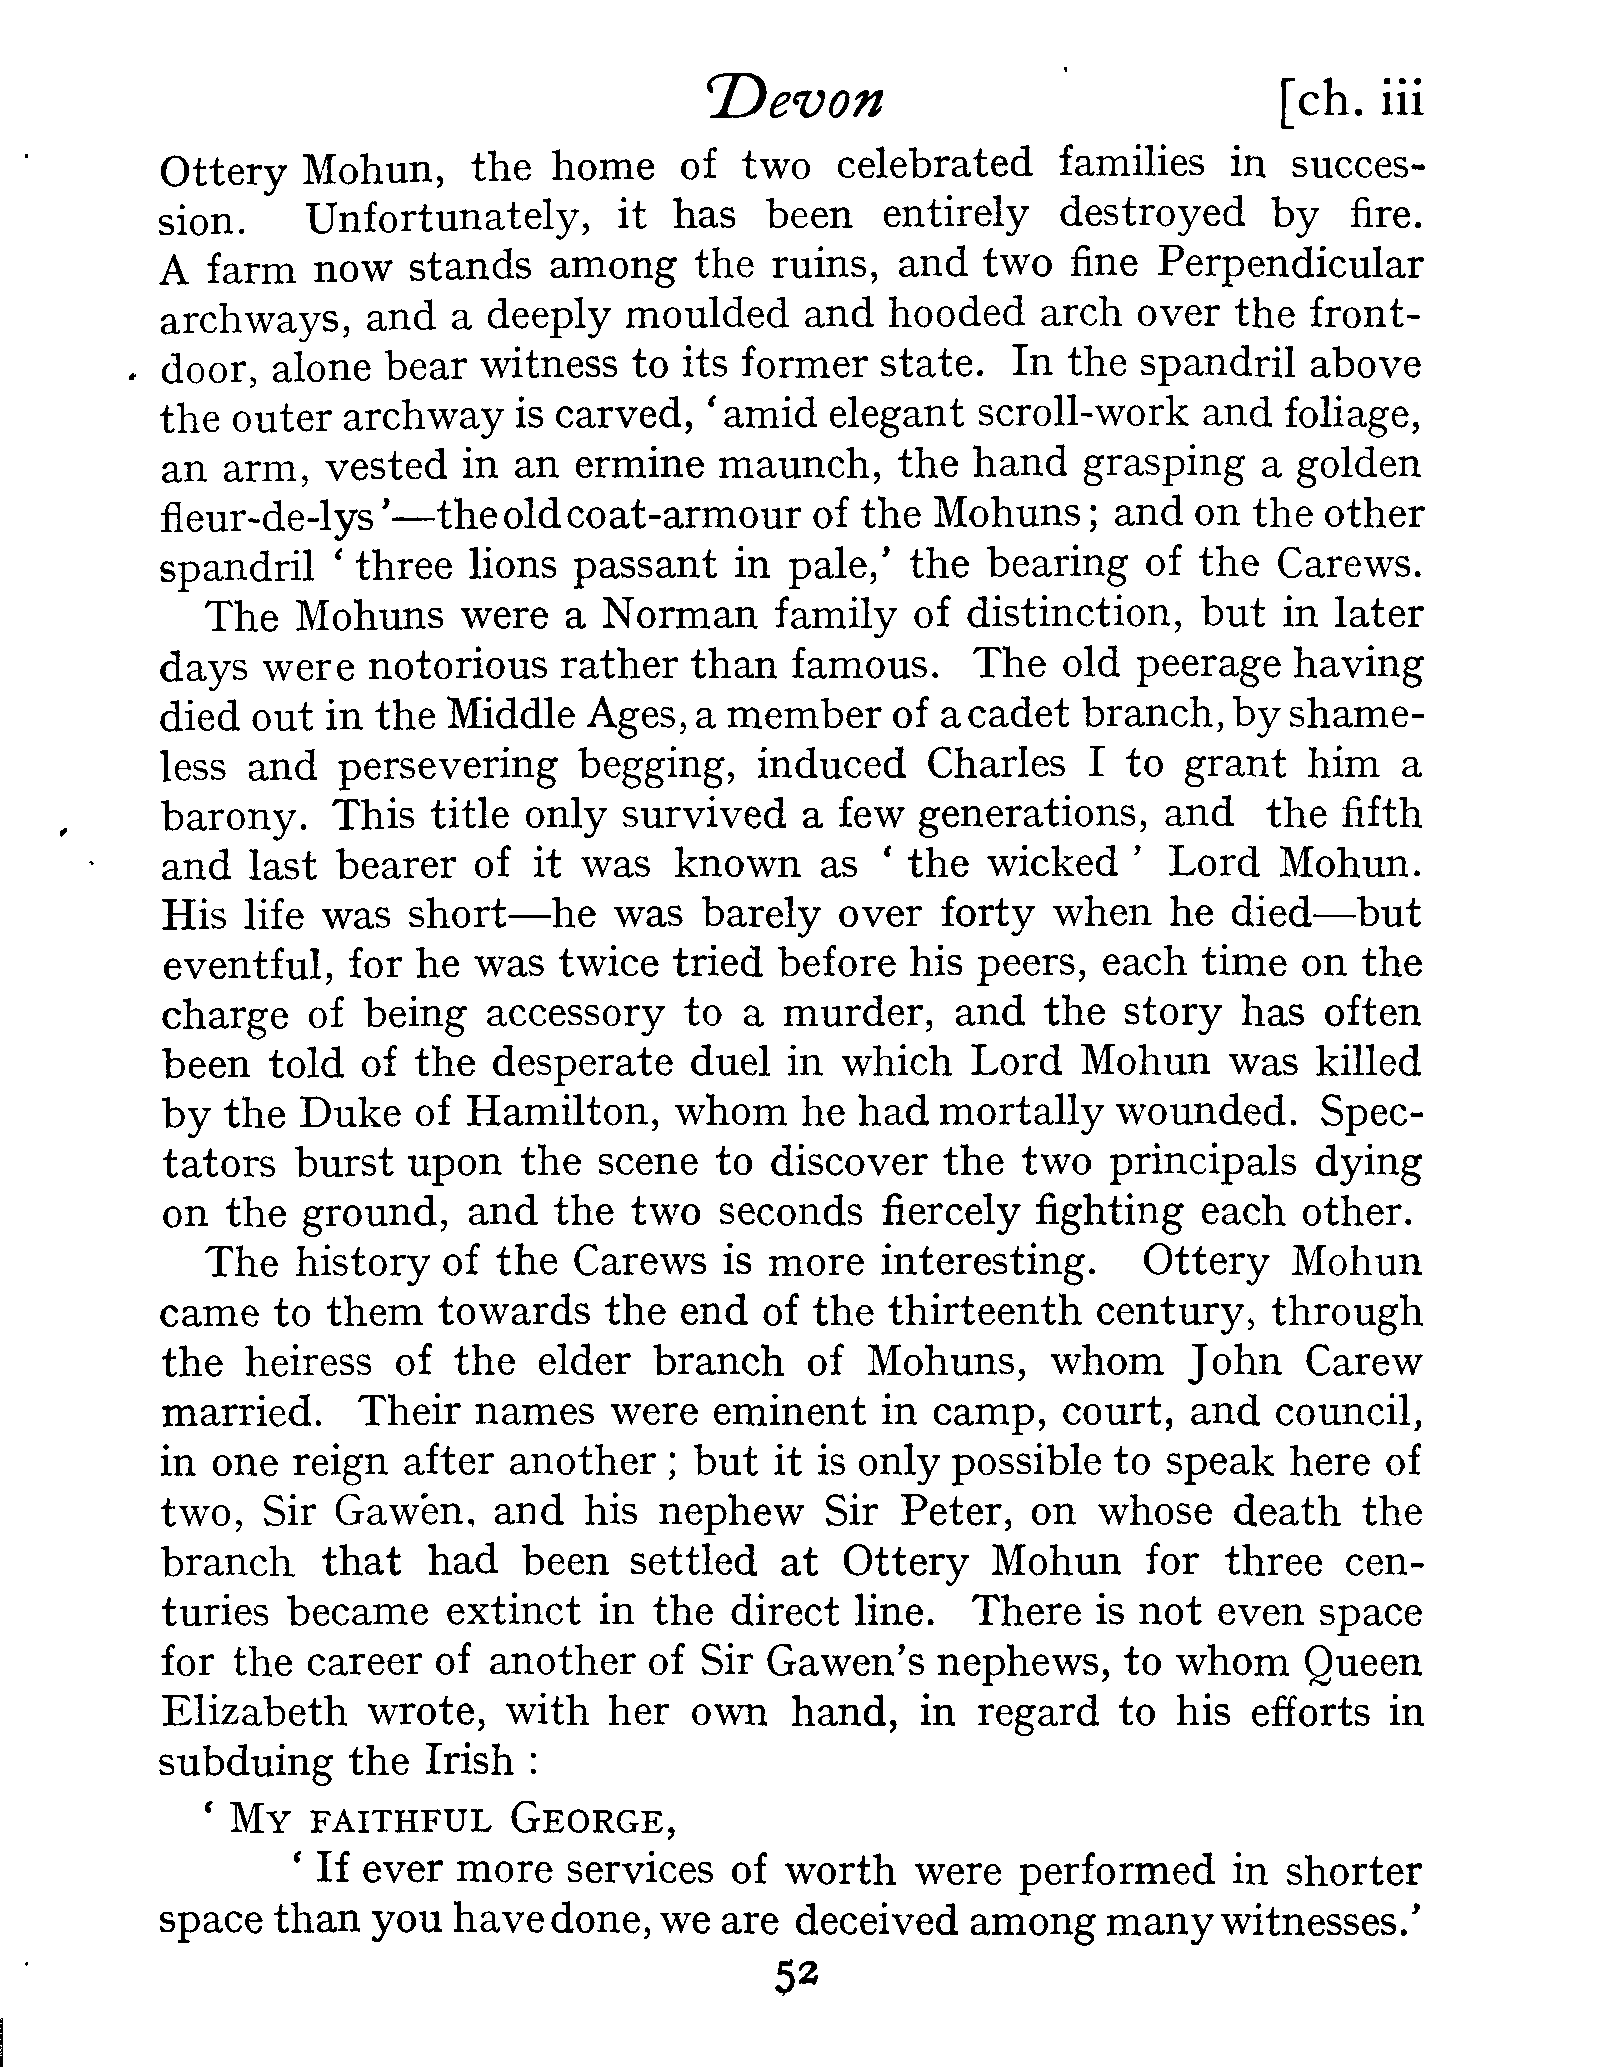 Devon [ch. iii
Ottery Mohun, the home of two celebrated families in succes-
sion. Unfortunately, it has been entirely destroyed by fire.
A farm now stands among the ruins, and two fine Perpendicular
archways, and a deeply moulded and hooded arch over the front-
door, alone bear witness to its former state. In the spandril above
the outer archway is carved, ‘amid elegant scroll-work and foliage,
an arm, vested in an ermine maunch, the hand grasping a golden
fleur-de-lys’—the old coat-armour of the Mohuns; and on the other
spandril ‘three lions passant in pale,’ the bearing of the Carews.
The Mohuns were a Norman family of distinction, but in later
days were notorious rather than famous. The old peerage having
died out in the Middle Ages, a member of a cadet branch, by shame-
less and persevering begging, induced Charles I to grant him a
barony. This title only survived a few generations, and the fifth
and last bearer of it was known as ‘the wicked’ Lord Mohun.
His life was short—he was barely over forty when he died—but
eventful, for he was twice tried before his peers, each time on the
charge of being accessory to a murder, and the story has often
been told of the desperate duel in which Lord Mohun was killed
by the Duke of Hamilton, whom he had mortally wounded. Spec-
tators burst upon the scene to discover the two principals dying
on the ground, and the two seconds fiercely fighting each other.
The history of the Carews is more interesting. Ottery Mohun
came to them towards the end of the thirteenth century, through
the heiress of the elder branch of Mohuns, whom John Carew
married. Their names were eminent in camp, court, and council,
in one reign after another; but it is only possible to speak here of
two, Sir Gawen, and his nephew Sir Peter, on whose death the
branch that had been settled at Ottery Mohun for three cen-
turies became extinct in the direct line. There is not even space
for the career of another of Sir Gawen's nephews, to whom Queen
Elizabeth wrote, with her own hand, in regard to his efforts in
subduing the Irish:
‘MY FAITHFUL GEORGE,
‘If ever more services of worth were performed in shorter
space than you have done, we are deceived among many witnesses.’
52